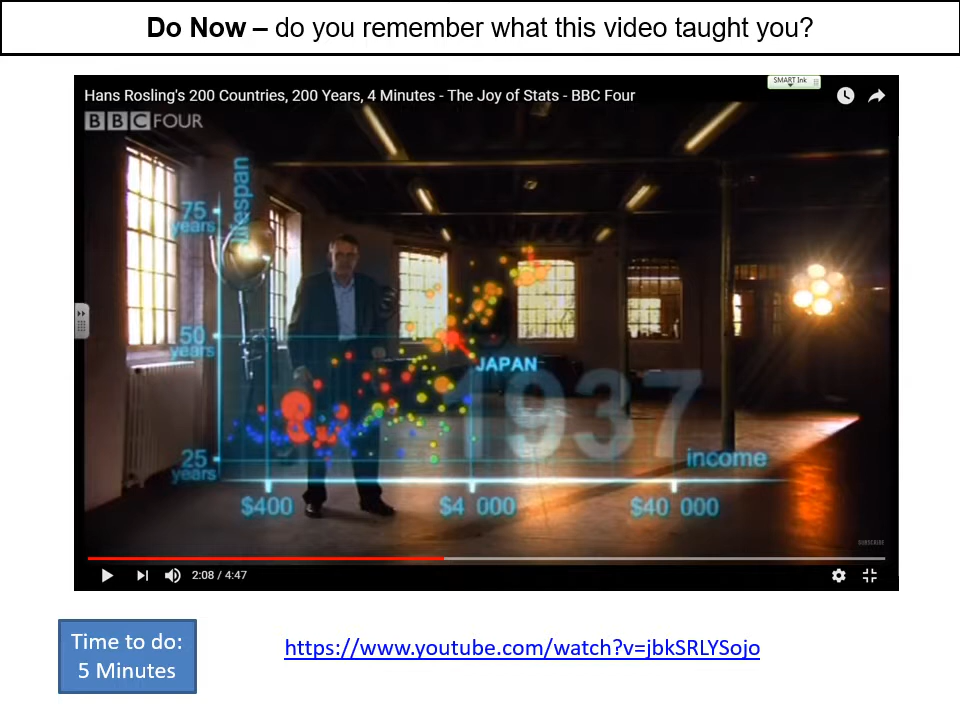 Do Now – do you remember what this video taught you?
SMART Ink
Hans Rosling's 200 Countries, 200 Years, 4 Minutes - The Joy of Stats - BBC Four
BBC FOUR
lifespan
75
years
50
years
JAPAN
1937
25
years
income
$400
$4 000
$40 000
SUBSCRIBE
2:08 / 4:47
Time to do:
5 Minutes
https://www.youtube.com/watch?v=jbkSRLYSojo